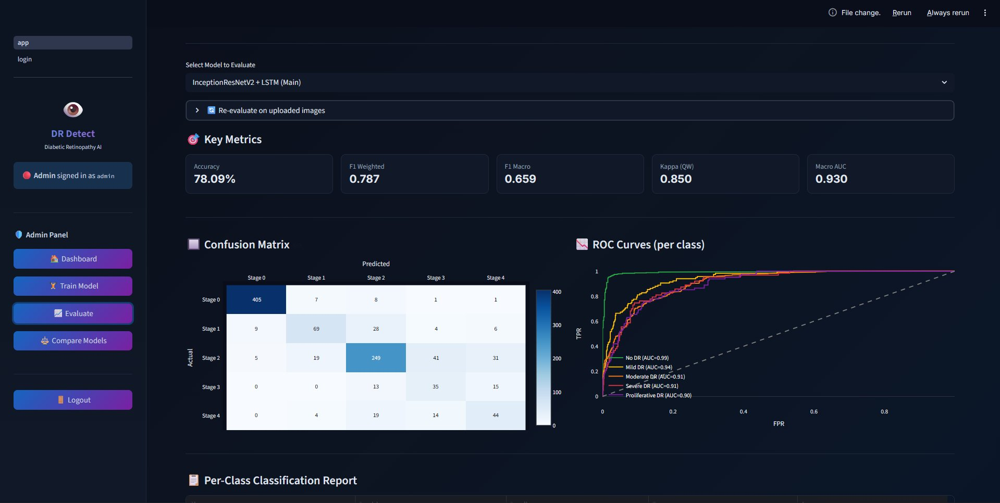 File change.
Rerun
Always rerun
app
login
DR Detect
Diabetic Retinopathy AI
Admin signed in as admin
Admin Panel
Dashboard
Train Model
Evaluate
Compare Models
Logout
Select Model to Evaluate
InceptionResNetV2 + LSTM (Main)
Re-evaluate on uploaded images
Key Metrics
Accuracy
78.09%
F1 Weighted
0.787
F1 Macro
0.659
Kappa (QW)
0.850
Macro AUC
0.930
Confusion Matrix
Predicted
Stage 0 Stage 1 Stage 2 Stage 3 Stage 4
Actual
Stage 0 405 7 8 1 1
Stage 1 9 69 28 4 6
Stage 2 5 19 249 41 31
Stage 3 0 0 13 35 15
Stage 4 0 4 19 14 44
400
300
200
100
0
ROC Curves (per class)
TPR
1
0.8
0.6
0.4
0.2
0
No DR (AUC=0.99)
Mild DR (AUC=0.94)
Moderate DR (AUC=0.91)
Severe DR (AUC=0.91)
Proliferative DR (AUC=0.90)
0 0.2 0.4 0.6 0.8
FPR
Per-Class Classification Report